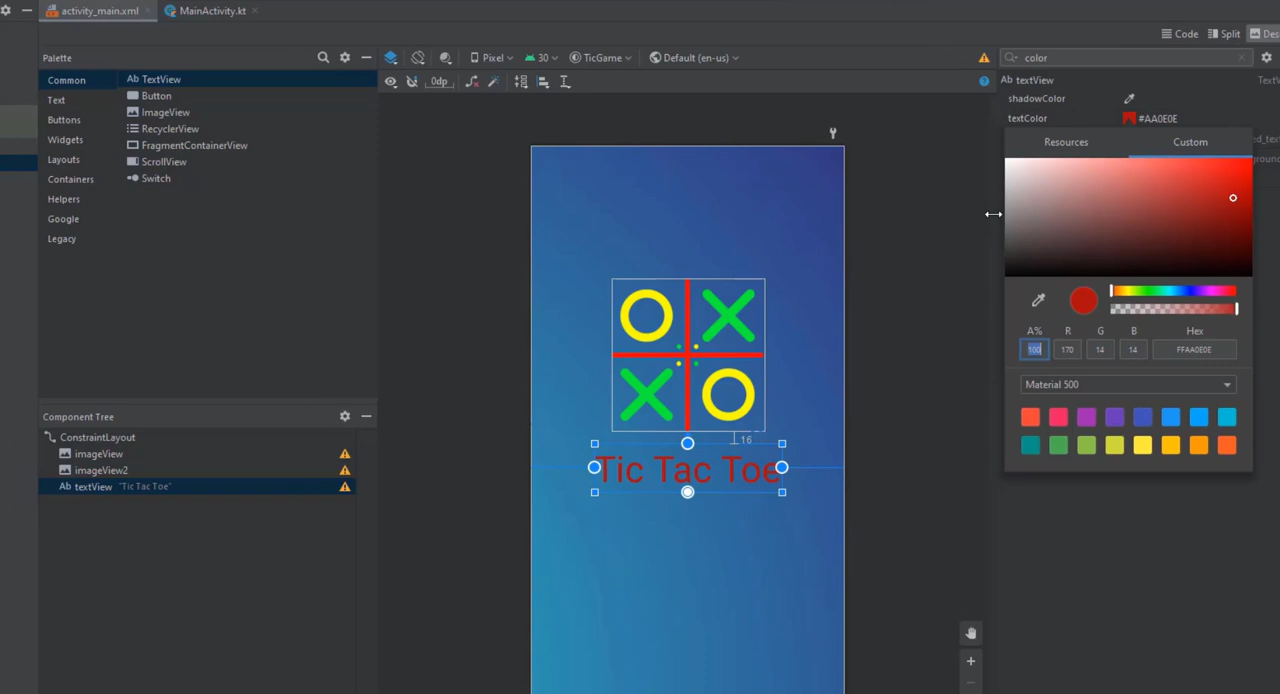 activity_main.xml
MainActivity.kt
Code
Split
Palette
Pixel
30
TicGame
Default (en-us)
color
Common
Ab TextView
Ab textView
Text
Button
0dp
shadowColor
Buttons
ImageView
textColor
#AA0E0E
Widgets
RecyclerView
Resources
Custom
Layouts
FragmentContainerView
Containers
ScrollView
Helpers
Switch
Google
Legacy
A%
R
G
B
Hex
100
170
14
14
FFAA0E0E
Material 500
Component Tree
16
ConstraintLayout
imageView
Tic Tac Toe
imageView2
Ab textView "Tic Tac Toe"